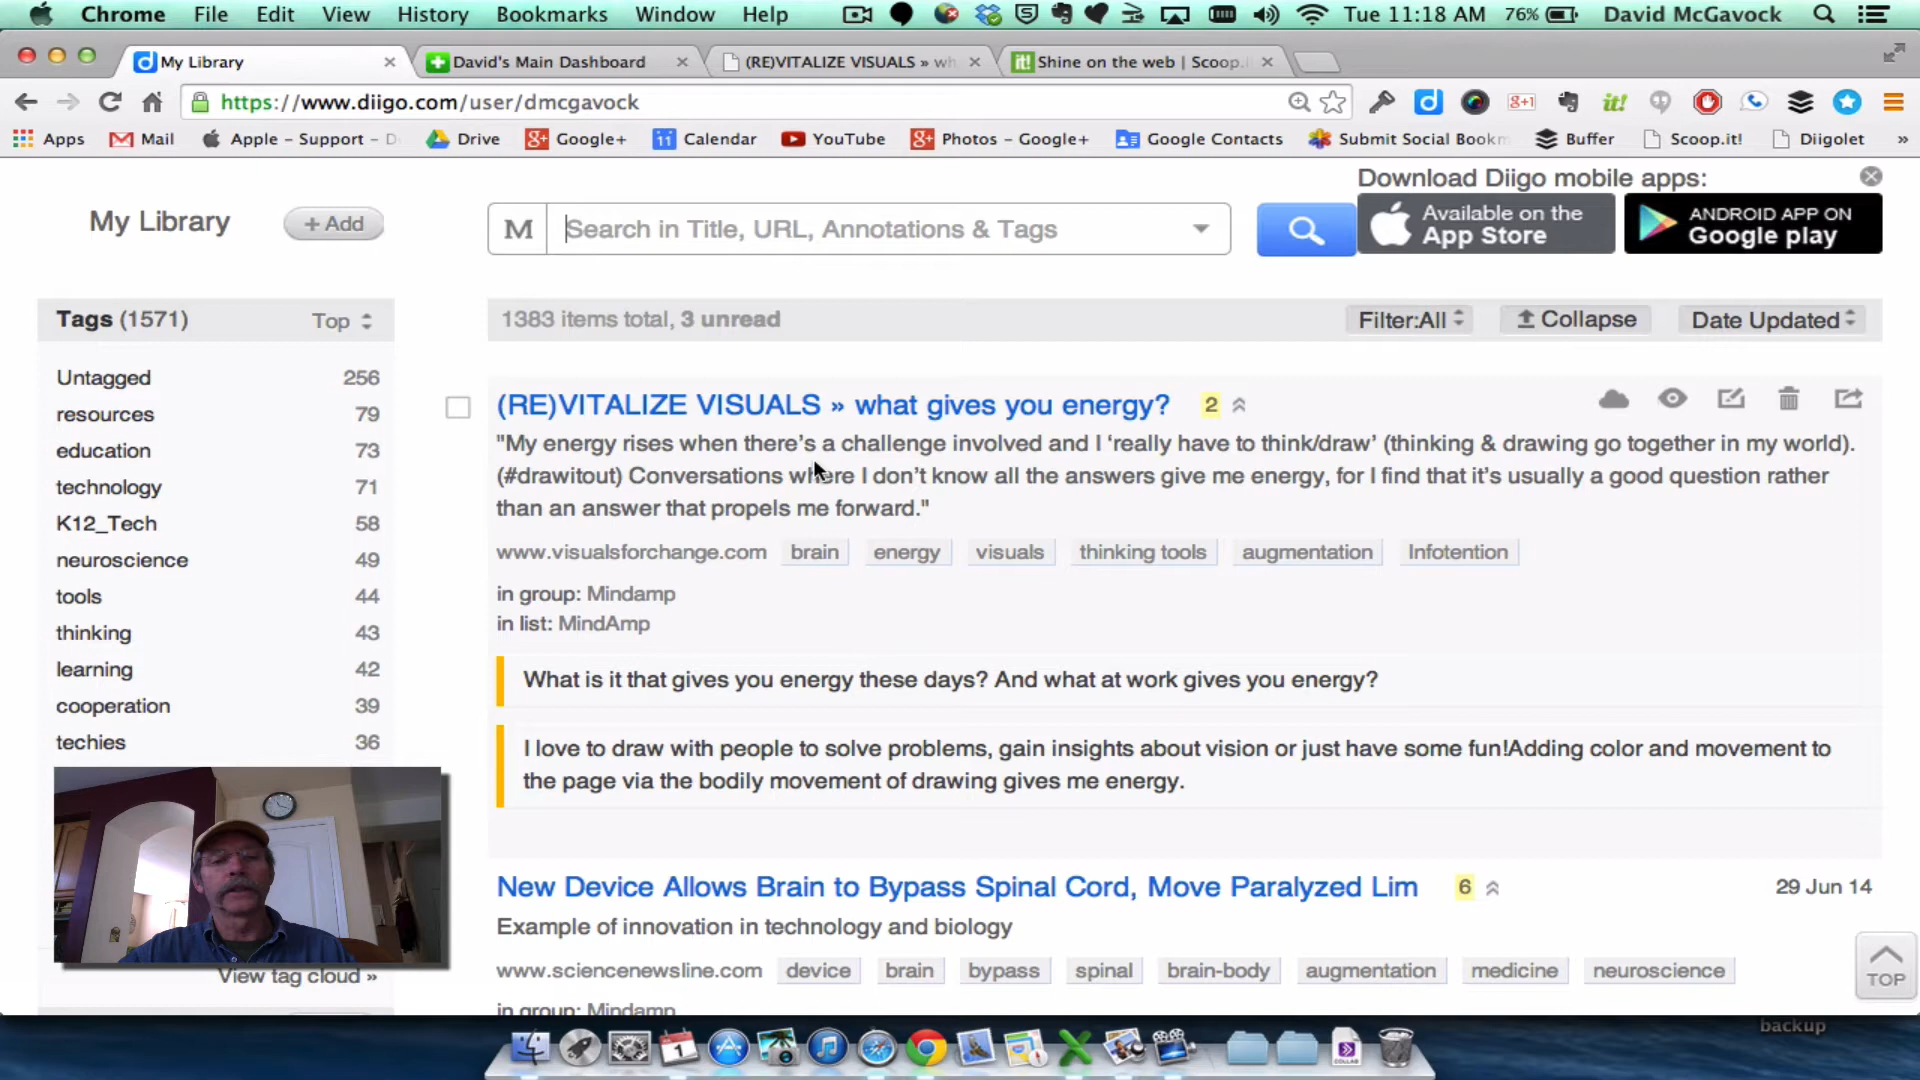 Chrome File Edit View History Bookmarks Window Help Tue 11:18 AM 76% David McGavock
My Library David's Main Dashboard (RE)VITALIZE VISUALS » wh Shine on the web | Scoop.i
https://www.diigo.com/user/dmcgavock
Apps Mail Apple - Support - D Drive Google+ Calendar YouTube Photos - Google+ Google Contacts Submit Social Bookm Buffer Scoop.it! Diigolet »
Download Diigo mobile apps:
My Library + Add M Search in Title, URL, Annotations & Tags
Available on the App Store
ANDROID APP ON Google play
Tags (1571) Top
1383 items total, 3 unread Filter:All Collapse Date Updated
Untagged 256
resources 79
education 73
technology 71
K12_Tech 58
neuroscience 49
tools 44
thinking 43
learning 42
cooperation 39
techies 36
View tag cloud »
(RE)VITALIZE VISUALS » what gives you energy? 2
"My energy rises when there's a challenge involved and I ‘really have to think/draw’ (thinking & drawing go together in my world).
(#drawitout) Conversations where I don’t know all the answers give me energy, for I find that it’s usually a good question rather
than an answer that propels me forward."
www.visualsforchange.com brain energy visuals thinking tools augmentation Infotention
in group: Mindamp
in list: MindAmp
What is it that gives you energy these days? And what at work gives you energy?
I love to draw with people to solve problems, gain insights about vision or just have some fun!Adding color and movement to
the page via the bodily movement of drawing gives me energy.
New Device Allows Brain to Bypass Spinal Cord, Move Paralyzed Lim 6 29 Jun 14
Example of innovation in technology and biology
www.sciencenewsline.com device brain bypass spinal brain-body augmentation medicine neuroscience
in group: Mindamp
TOP
backup